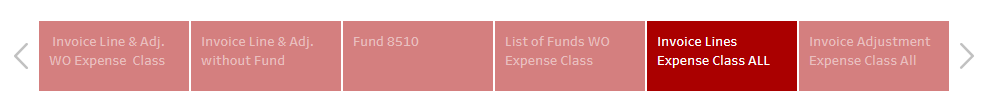 Invoice Line & Adj.
WO Expense  Class
Invoice Line & Adj.
without Fund
Fund 8510
List of Funds WO
Expense Class
Invoice Lines
Expense Class ALL
Invoice Adjustment
Expense Class All